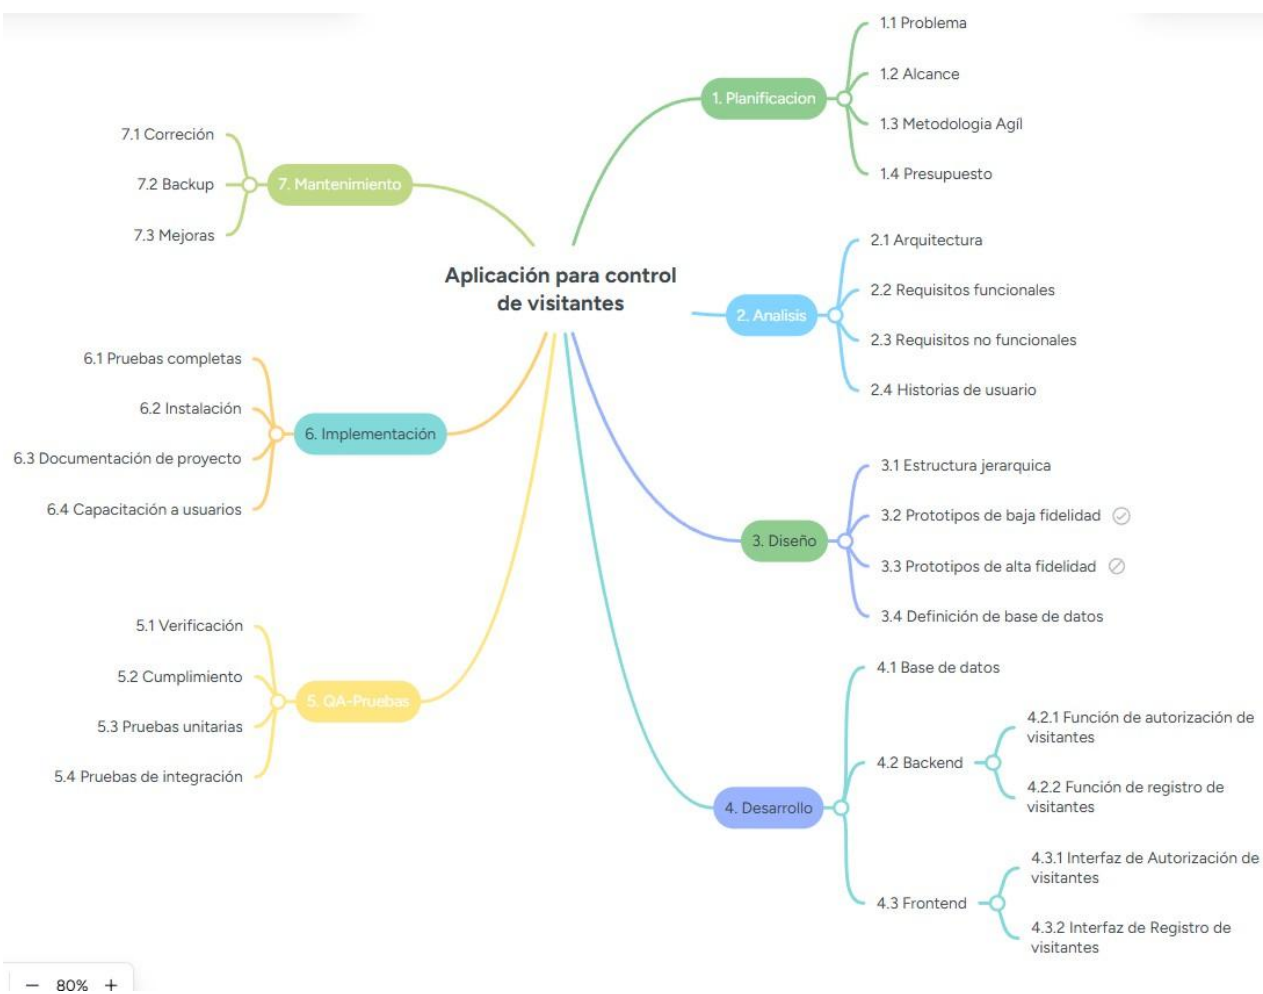 Aplicación para control
de visitantes
1. Planificacion
1.1 Problema
1.2 Alcance
1.3 Metodologia Agíl
1.4 Presupuesto
2. Analisis
2.1 Arquitectura
2.2 Requisitos funcionales
2.3 Requisitos no funcionales
2.4 Historias de usuario
3. Diseño
3.1 Estructura jerarquica
3.2 Prototipos de baja fidelidad
3.3 Prototipos de alta fidelidad
3.4 Definición de base de datos
4. Desarrollo
4.1 Base de datos
4.2 Backend
4.2.1 Función de autorización de
visitantes
4.2.2 Función de registro de
visitantes
4.3 Frontend
4.3.1 Interfaz de Autorización de
visitantes
4.3.2 Interfaz de Registro de
visitantes
5. QA-Pruebas
5.1 Verificación
5.2 Cumplimiento
5.3 Pruebas unitarias
5.4 Pruebas de integración
6. Implementación
6.1 Pruebas completas
6.2 Instalación
6.3 Documentación de proyecto
6.4 Capacitación a usuarios
7. Mantenimiento
7.1 Correción
7.2 Backup
7.3 Mejoras
— 80% +